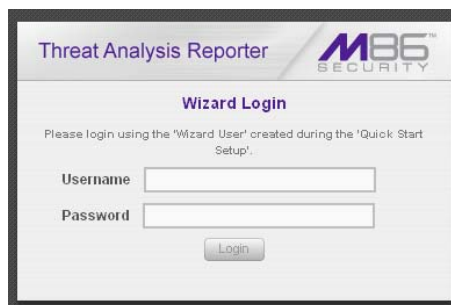 Threat Analysis Reporter
M86™
SECURITY
Wizard Login
Please login using the 'Wizard User' created during the 'Quick Start
Setup'.
Username
Password
Login